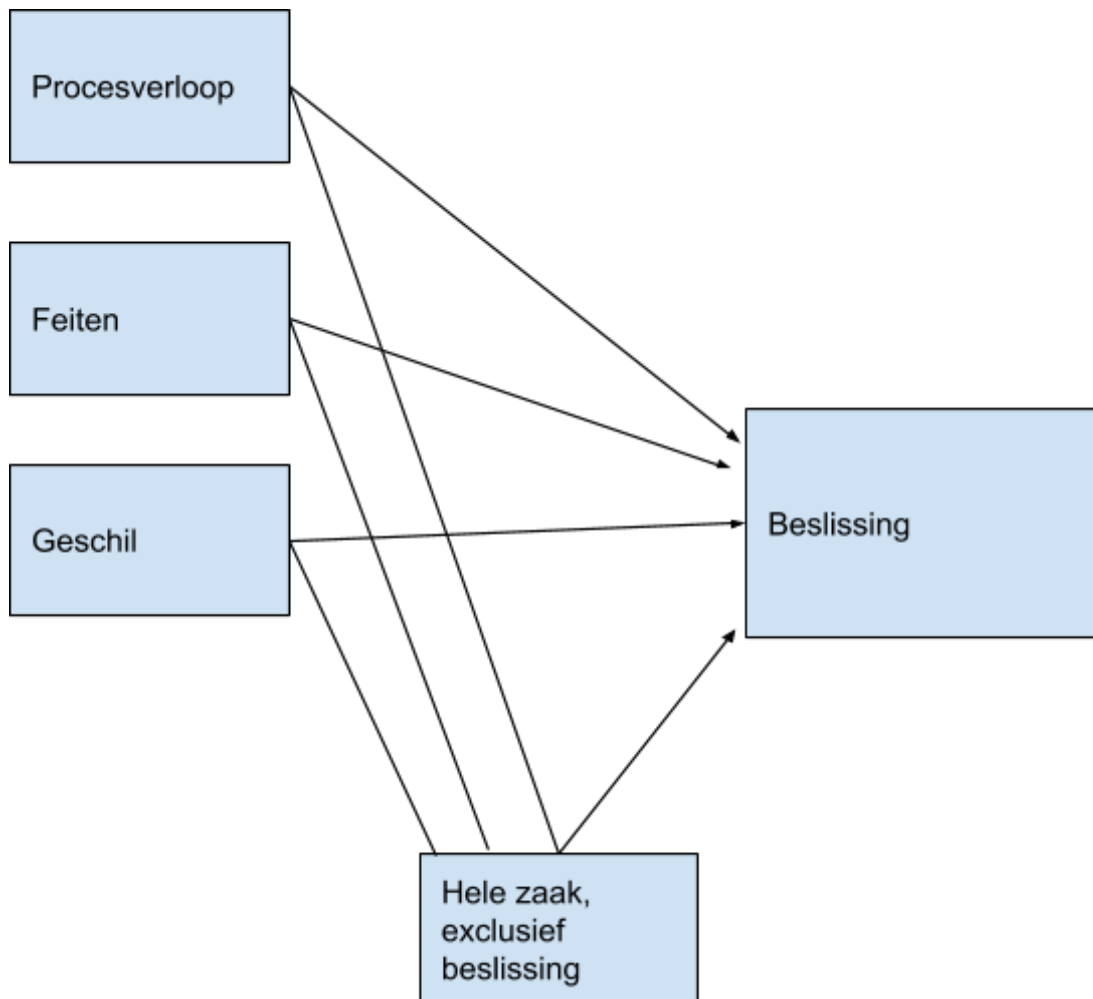 Procesverloop
Feiten
Geschil
Beslissing
Hele zaak,
exclusief
beslissing